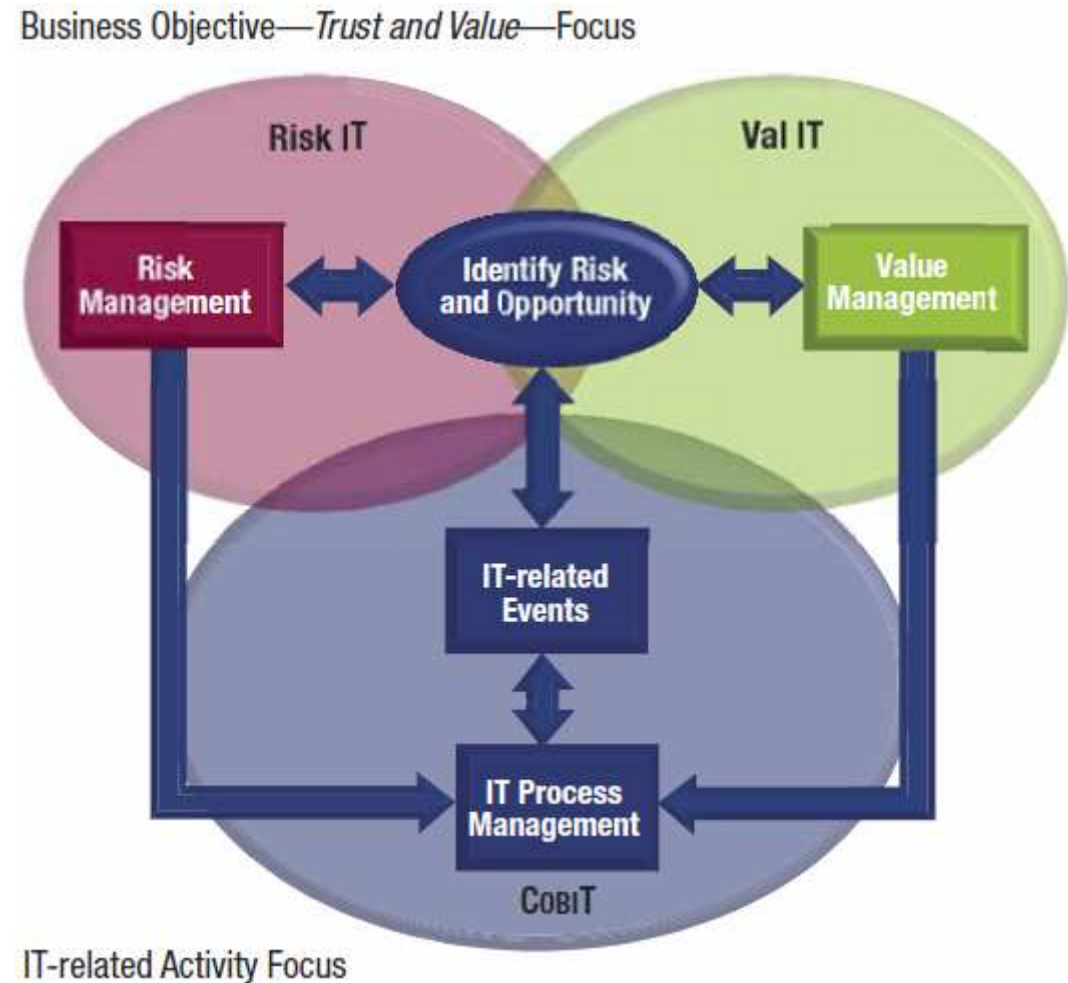 Business Objective—Trust and Value—Focus
Risk IT
Val IT
Risk
Management
Identify Risk
and Opportunity
Value
Management
IT-related
Events
IT Process
Management
COBIT
IT-related Activity Focus